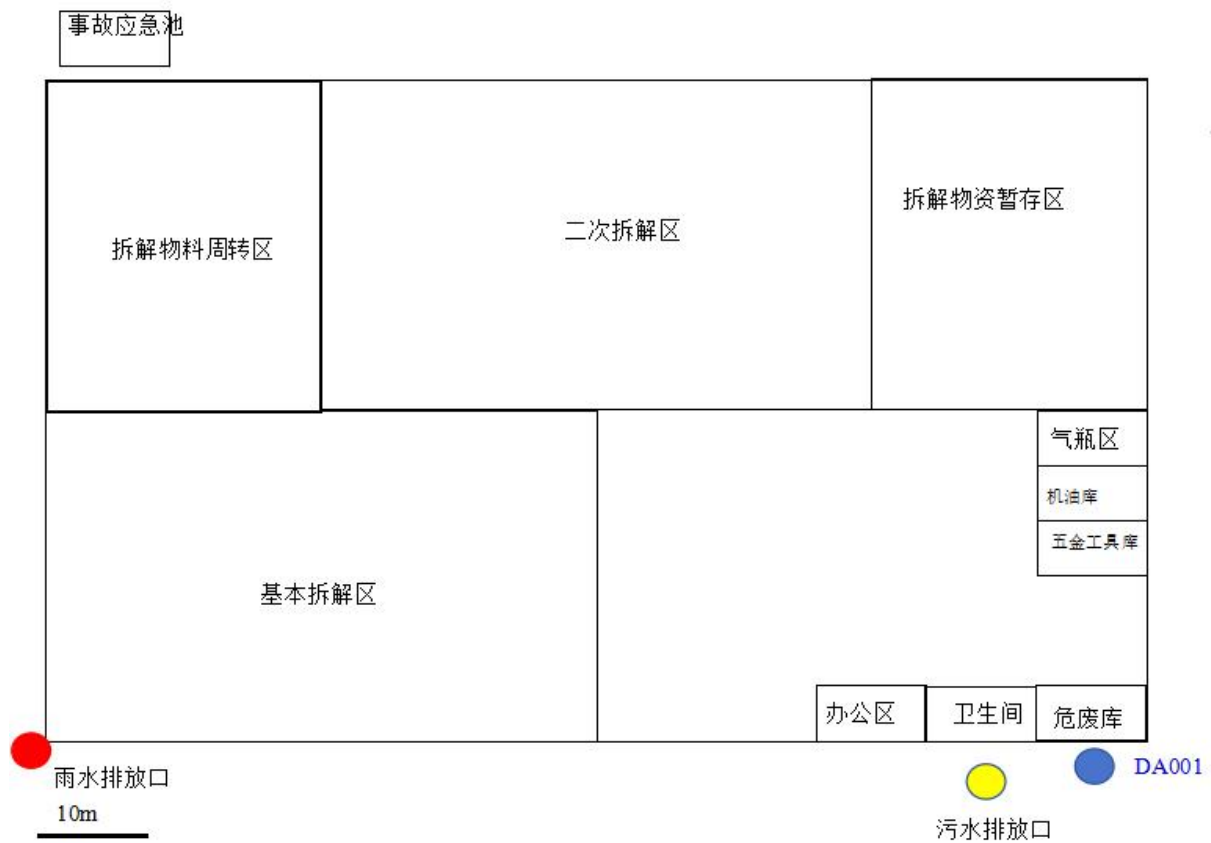 事故应急池
拆解物资暂存区
二次拆解区
拆解物料周转区
气瓶区
机油库
五金工具库
基本拆解区
办公区
卫生间
危废库
雨水排放口
DA001
10m
污水排放口